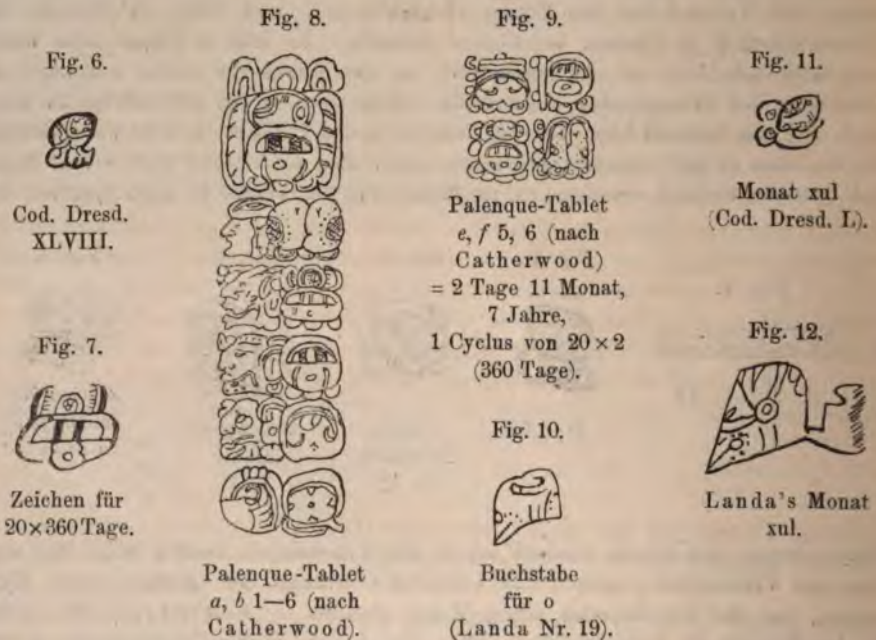 Fig. 6.
Cod. Dresd.
XLVIII.
Fig. 7.
Zeichen für
20×360 Tage.
Fig. 8.
Palenque-Tablet
a, b 1—6 (nach
Catherwood).
Fig. 9.
Palenque-Tablet
e, f 5, 6 (nach
Catherwood)
= 2 Tage 11 Monat,
7 Jahre,
1 Cyclus von 20×2
(360 Tage).
Fig. 10.
Buchstabe
für o
(Landa Nr. 19).
Fig. 11.
Monat xul
(Cod. Dresd. L).
Fig. 12.
Landa's Monat
xul.